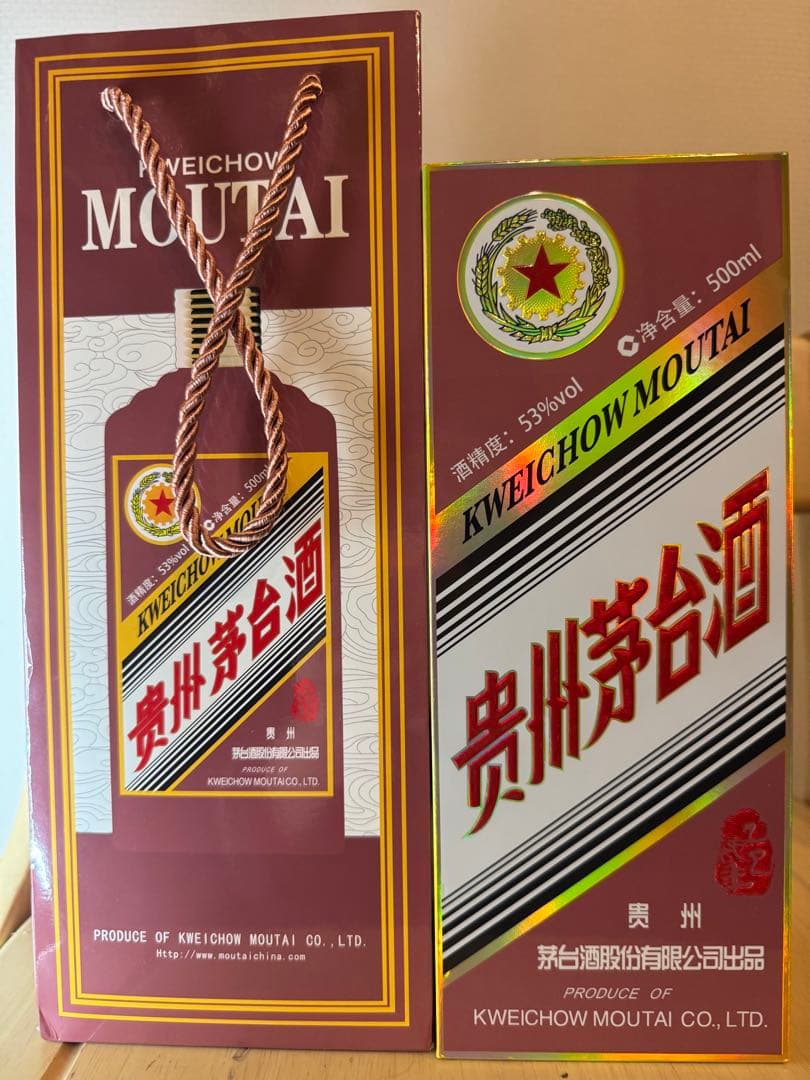 KWEICHOW
MOUTAI
酒精度：53%vol
净含量：500ml
KWEICHOW MOU
贵州茅台酒
贵 州
茅台酒股份有限公司出品
PRODUCE OF
KWEICHOW MOUTAI CO., LTD.
PRODUCE OF KWEICHOW MOUTAI CO.,LTD.
Http://www.moutaichina.com
酒精度：53%vol
净含量：500ml
KWEICHOW MOUTAI
贵州茅台酒
贵 州
茅台酒股份有限公司出品
PRODUCE OF
KWEICHOW MOUTAI CO., LTD.